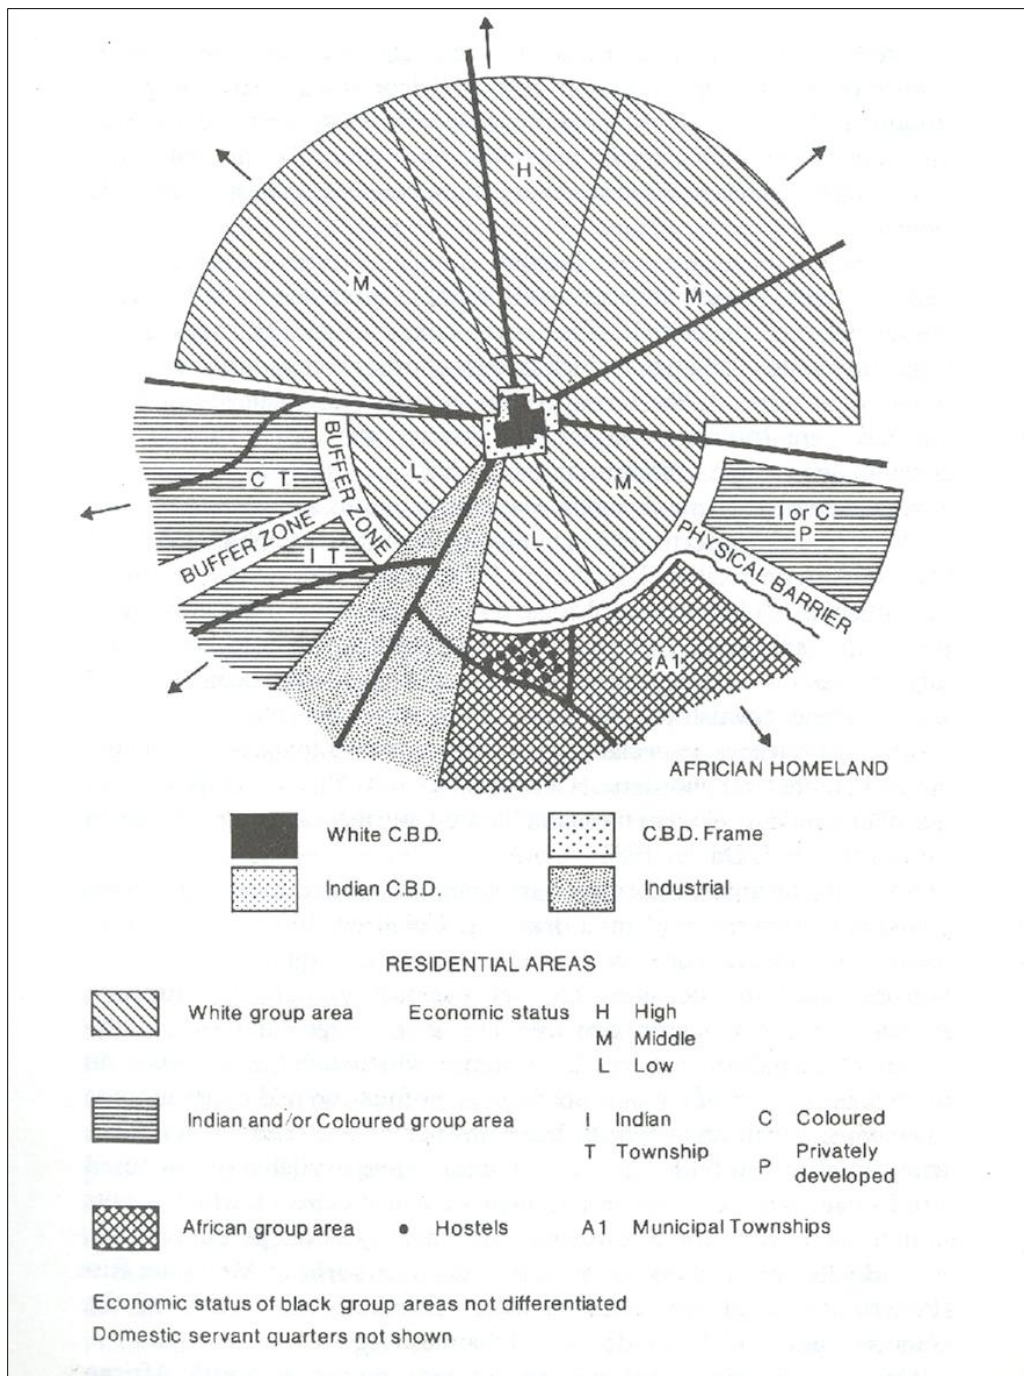 H
M
M
L
M
L
BUFFER ZONE
C T
BUFFER ZONE
I T
I or C
P
PHYSICAL BARRIER
A1
AFRICIAN HOMELAND
White C.B.D.
C.B.D. Frame
Indian C.B.D.
Industrial
RESIDENTIAL AREAS
White group area
Economic status H High
M Middle
L Low
Indian and/or Coloured group area
I Indian
C Coloured
T Township
P Privately
developed
African group area
Hostels
A1 Municipal Townships
Economic status of black group areas not differentiated
Domestic servant quarters not shown